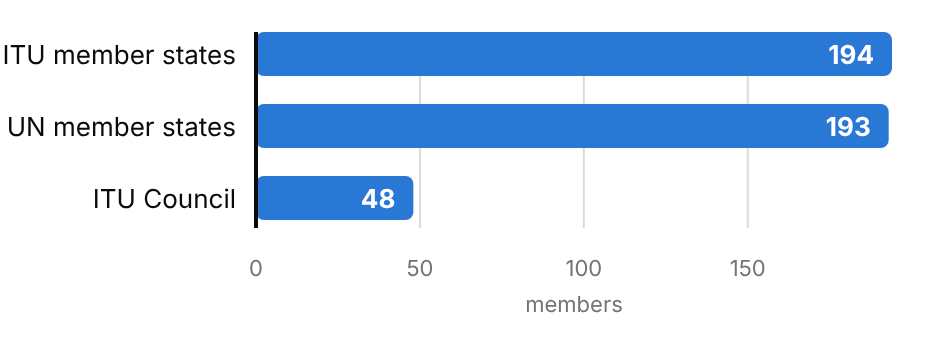 ITU member states 194
UN member states 193
ITU Council 48
0 50 100 150
members